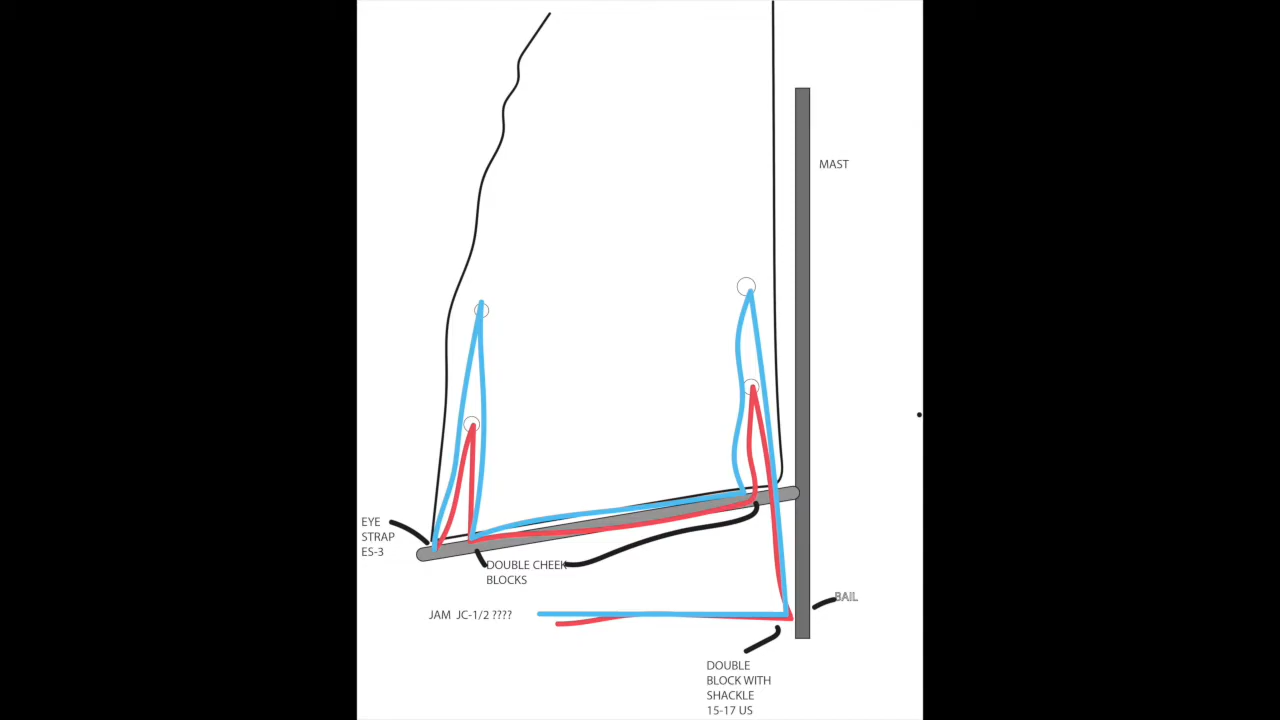 MAST
EYE
STRAP
ES-3
DOUBLE CHEEK
BLOCKS
JAM JC-1/2 ????
BAIL
DOUBLE
BLOCK WITH
SHACKLE
15-17 US